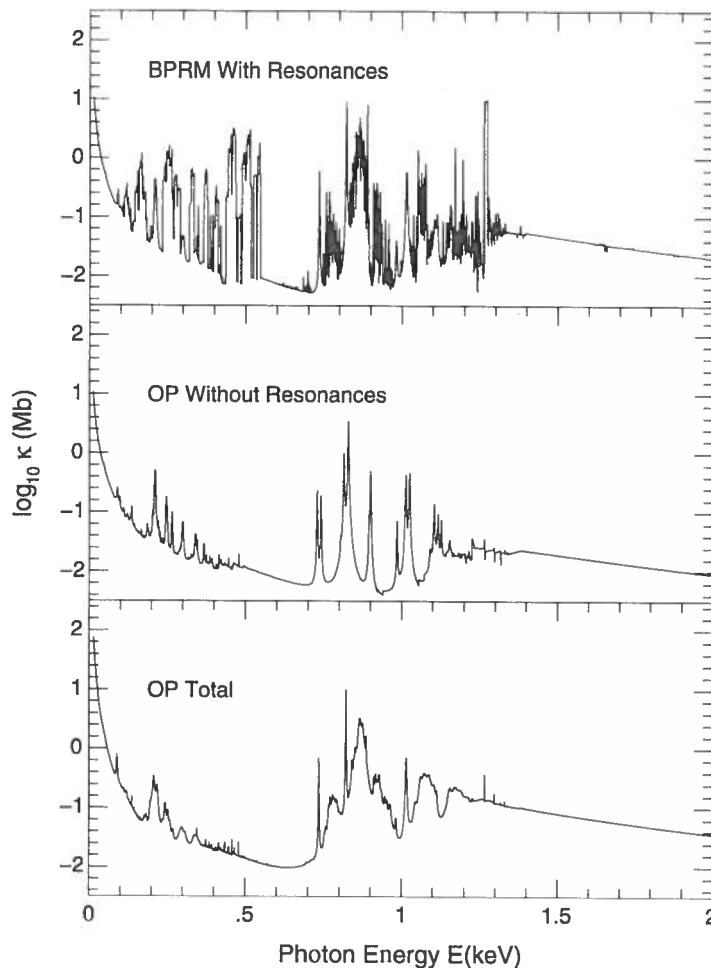 2
1
0
−1
−2
BPRM With Resonances
2
1
0
−1
−2
OP Without Resonances
log10 κ (Mb)
2
1
0
−1
−2
OP Total
0 .5 1 1.5 2
Photon Energy E(keV)